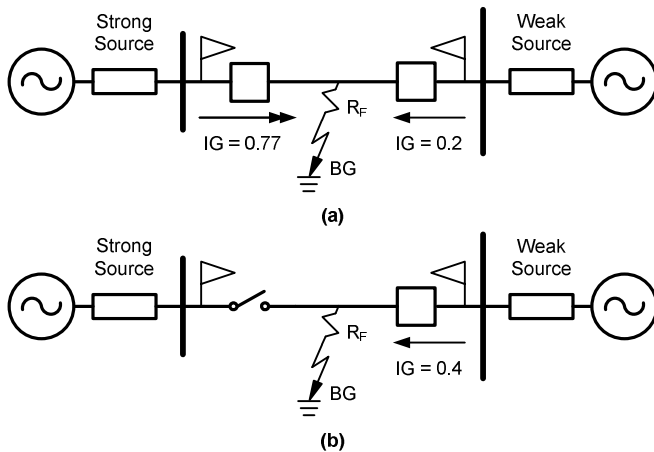 Strong
Source
Weak
Source
R_F
IG = 0.77
IG = 0.2
BG
(a)
Strong
Source
Weak
Source
R_F
IG = 0.4
BG
(b)